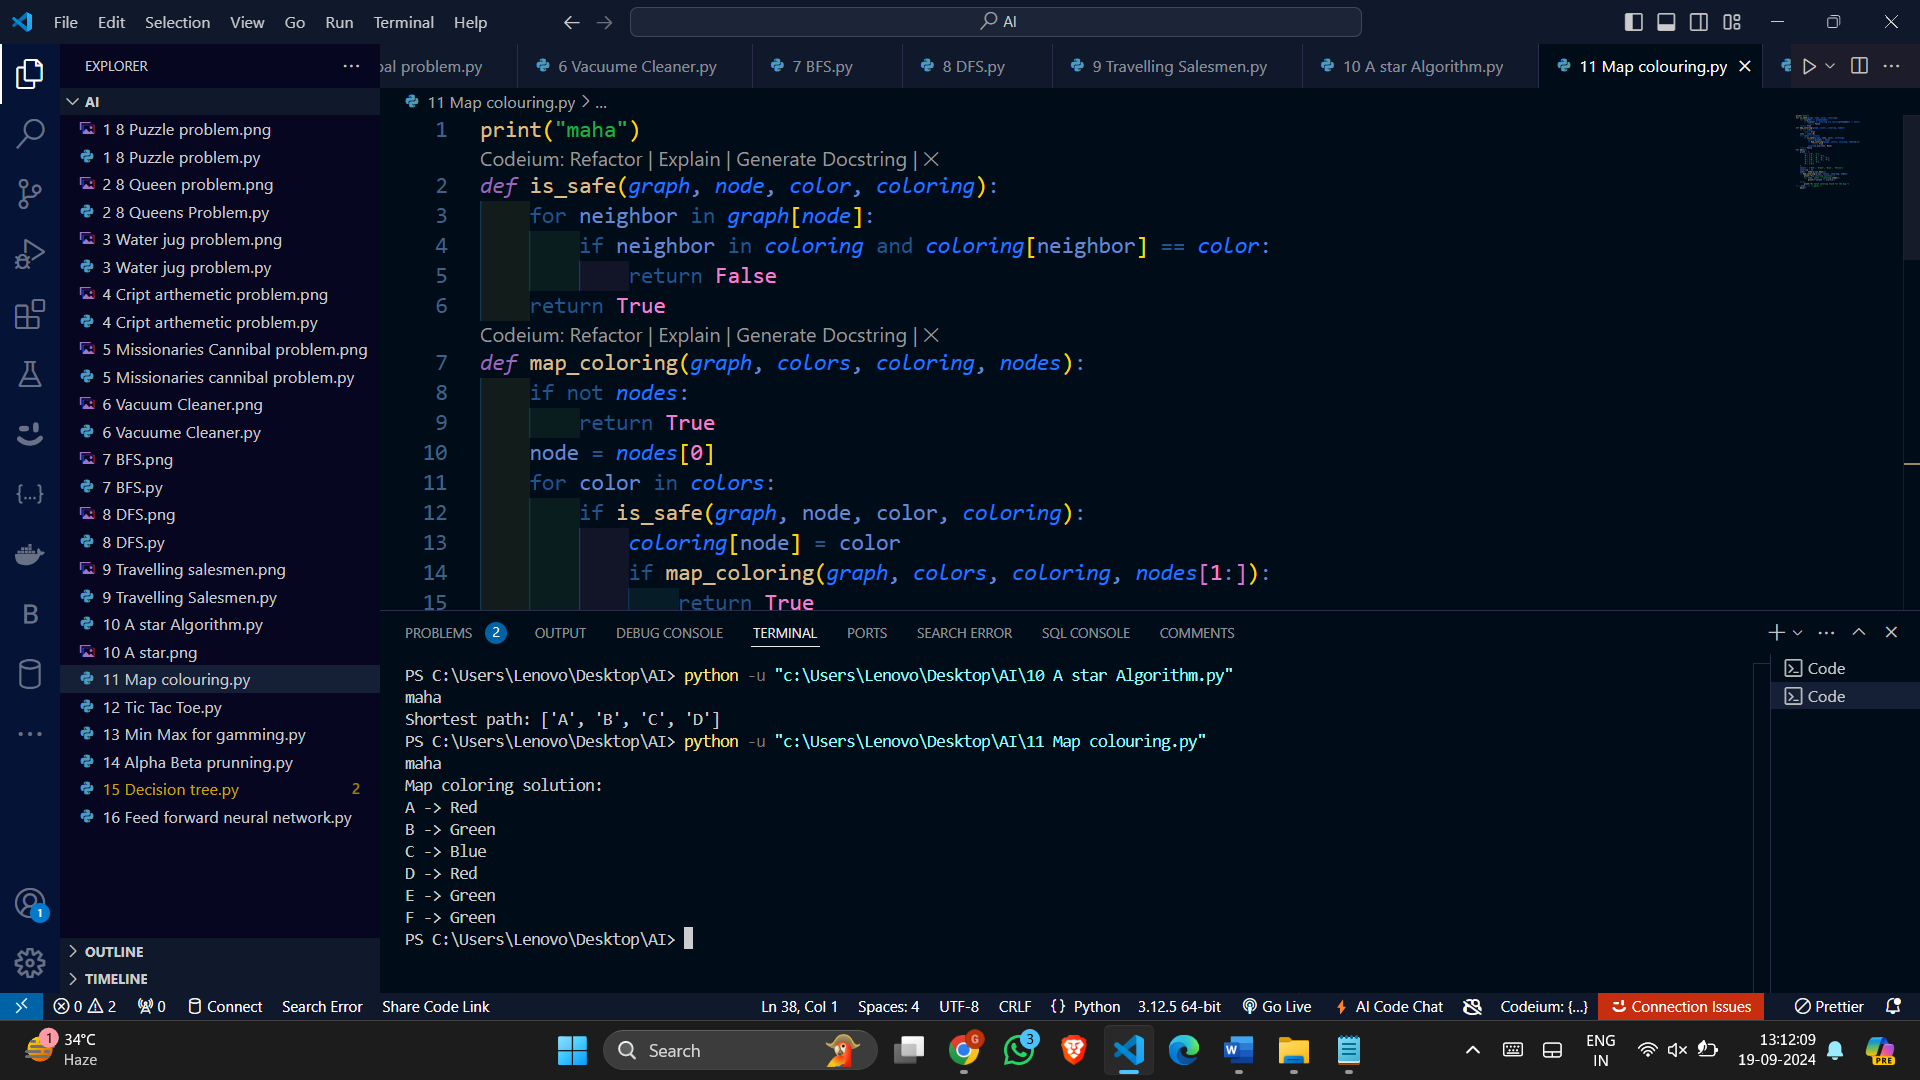 File Edit Selection View Go Run Terminal Help
AI
EXPLORER
AI
1 8 Puzzle problem.png
1 8 Puzzle problem.py
2 8 Queen problem.png
2 8 Queens Problem.py
3 Water jug problem.png
3 Water jug problem.py
4 Cript arthemetic problem.png
4 Cript arthemetic problem.py
5 Missionaries Cannibal problem.png
5 Missionaries cannibal problem.py
6 Vacuum Cleaner.png
6 Vacuume Cleaner.py
7 BFS.png
7 BFS.py
8 DFS.png
8 DFS.py
9 Travelling salesmen.png
9 Travelling Salesmen.py
10 A star Algorithm.py
10 A star.png
11 Map colouring.py
12 Tic Tac Toe.py
13 Min Max for gamming.py
14 Alpha Beta prunning.py
15 Decision tree.py 2
16 Feed forward neural network.py
OUTLINE
TIMELINE
al problem.py 6 Vacuume Cleaner.py 7 BFS.py 8 DFS.py 9 Travelling Salesmen.py 10 A star Algorithm.py 11 Map colouring.py
11 Map colouring.py > ...
1 print("maha")
Codeium: Refactor | Explain | Generate Docstring | X
2 def is_safe(graph, node, color, coloring):
3 for neighbor in graph[node]:
4 if neighbor in coloring and coloring[neighbor] == color:
5 return False
6 return True
Codeium: Refactor | Explain | Generate Docstring | X
7 def map_coloring(graph, colors, coloring, nodes):
8 if not nodes:
9 return True
10 node = nodes[0]
11 for color in colors:
12 if is_safe(graph, node, color, coloring):
13 coloring[node] = color
14 if map_coloring(graph, colors, coloring, nodes[1:]):
15 return True
PROBLEMS 2 OUTPUT DEBUG CONSOLE TERMINAL PORTS SEARCH ERROR SQL CONSOLE COMMENTS
PS C:\Users\Lenovo\Desktop\AI> python -u "c:\Users\Lenovo\Desktop\AI\10 A star Algorithm.py"
maha
Shortest path: ['A', 'B', 'C', 'D']
PS C:\Users\Lenovo\Desktop\AI> python -u "c:\Users\Lenovo\Desktop\AI\11 Map colouring.py"
maha
Map coloring solution:
A -> Red
B -> Green
C -> Blue
D -> Red
E -> Green
F -> Green
PS C:\Users\Lenovo\Desktop\AI>
Code
Code
0 2 0 Connect Search Error Share Code Link Ln 38, Col 1 Spaces: 4 UTF-8 CRLF {} Python 3.12.5 64-bit Go Live AI Code Chat Codeium: {...} Connection Issues Prettier
1 34°C
Haze
Search
3
ENG
IN
13:12:09
19-09-2024